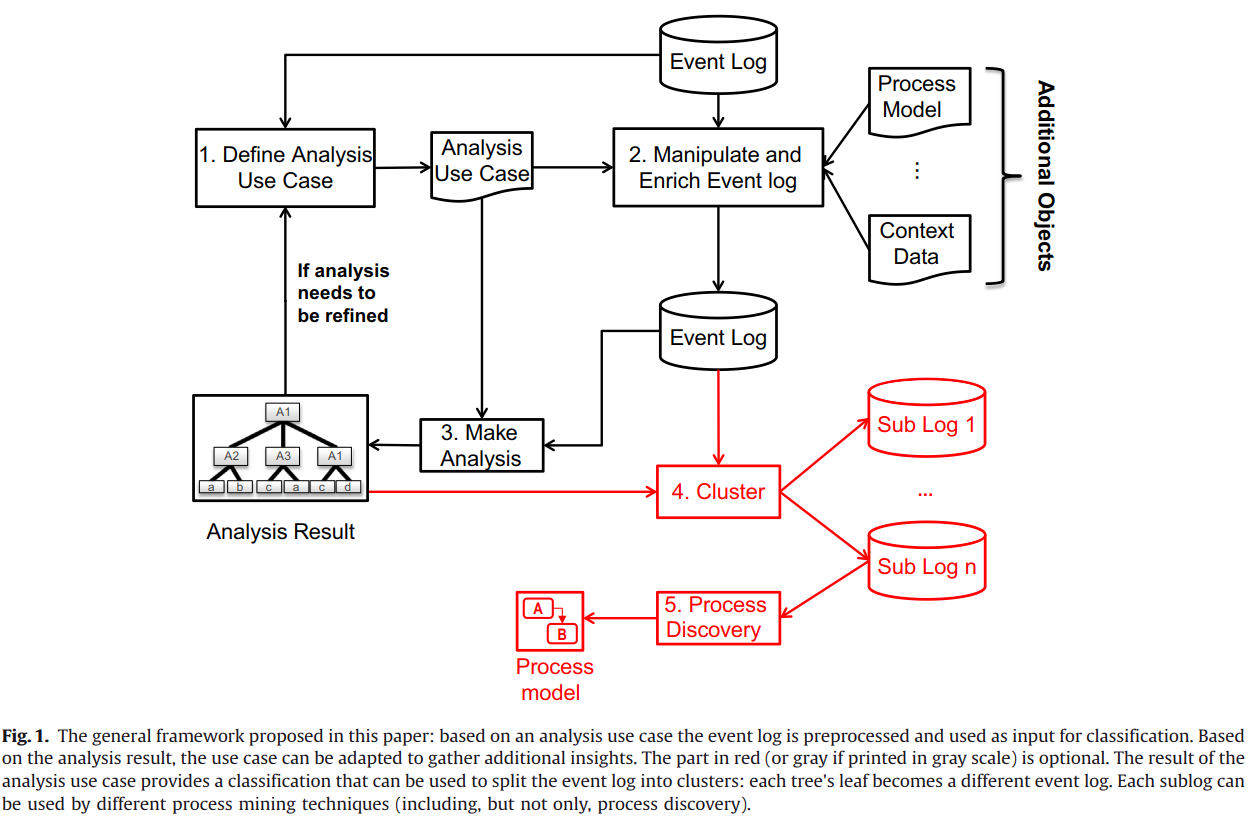 Event Log
Process
Model
Additional Objects
1. Define Analysis
Use Case
Analysis
Use Case
2. Manipulate and
Enrich Event log
⋮
Context
Data
If analysis
needs to
be refined
Event Log
A1
A2 A3 A1
a b c a c d
Analysis Result
3. Make
Analysis
4. Cluster
Sub Log 1
...
Sub Log n
5. Process
Discovery
A
B
Process
model
Fig. 1. The general framework proposed in this paper: based on an analysis use case the event log is preprocessed and used as input for classification. Based
on the analysis result, the use case can be adapted to gather additional insights. The part in red (or gray if printed in gray scale) is optional. The result of the
analysis use case provides a classification that can be used to split the event log into clusters: each tree's leaf becomes a different event log. Each sublog can
be used by different process mining techniques (including, but not only, process discovery).